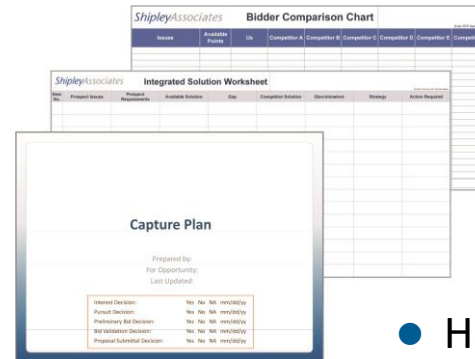 ShipleyAssociates Bidder Comparison Chart
Issues Available Points Us Competitor A Competitor B Competitor C Competitor D Competitor E
ShipleyAssociates Integrated Solution Worksheet
Prospect Issues Prospect Requirements Available Solution Gap Competitor Solution Discriminators Strategy Action Required
Capture Plan
Prepared by:
For Opportunity:
Last Updated:
Interest Decision: Yes No NA mm/dd/yy
Pursuit Decision: Yes No NA mm/dd/yy
Preliminary Bid Decision: Yes No NA mm/dd/yy
Bid Validation Decision: Yes No NA mm/dd/yy
Proposal Submittal Decision: Yes No NA mm/dd/yy
• H